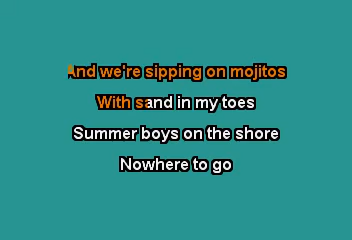 And we're sipping on mojitos
With sand in my toes
Summer boys on the shore
Nowhere to go